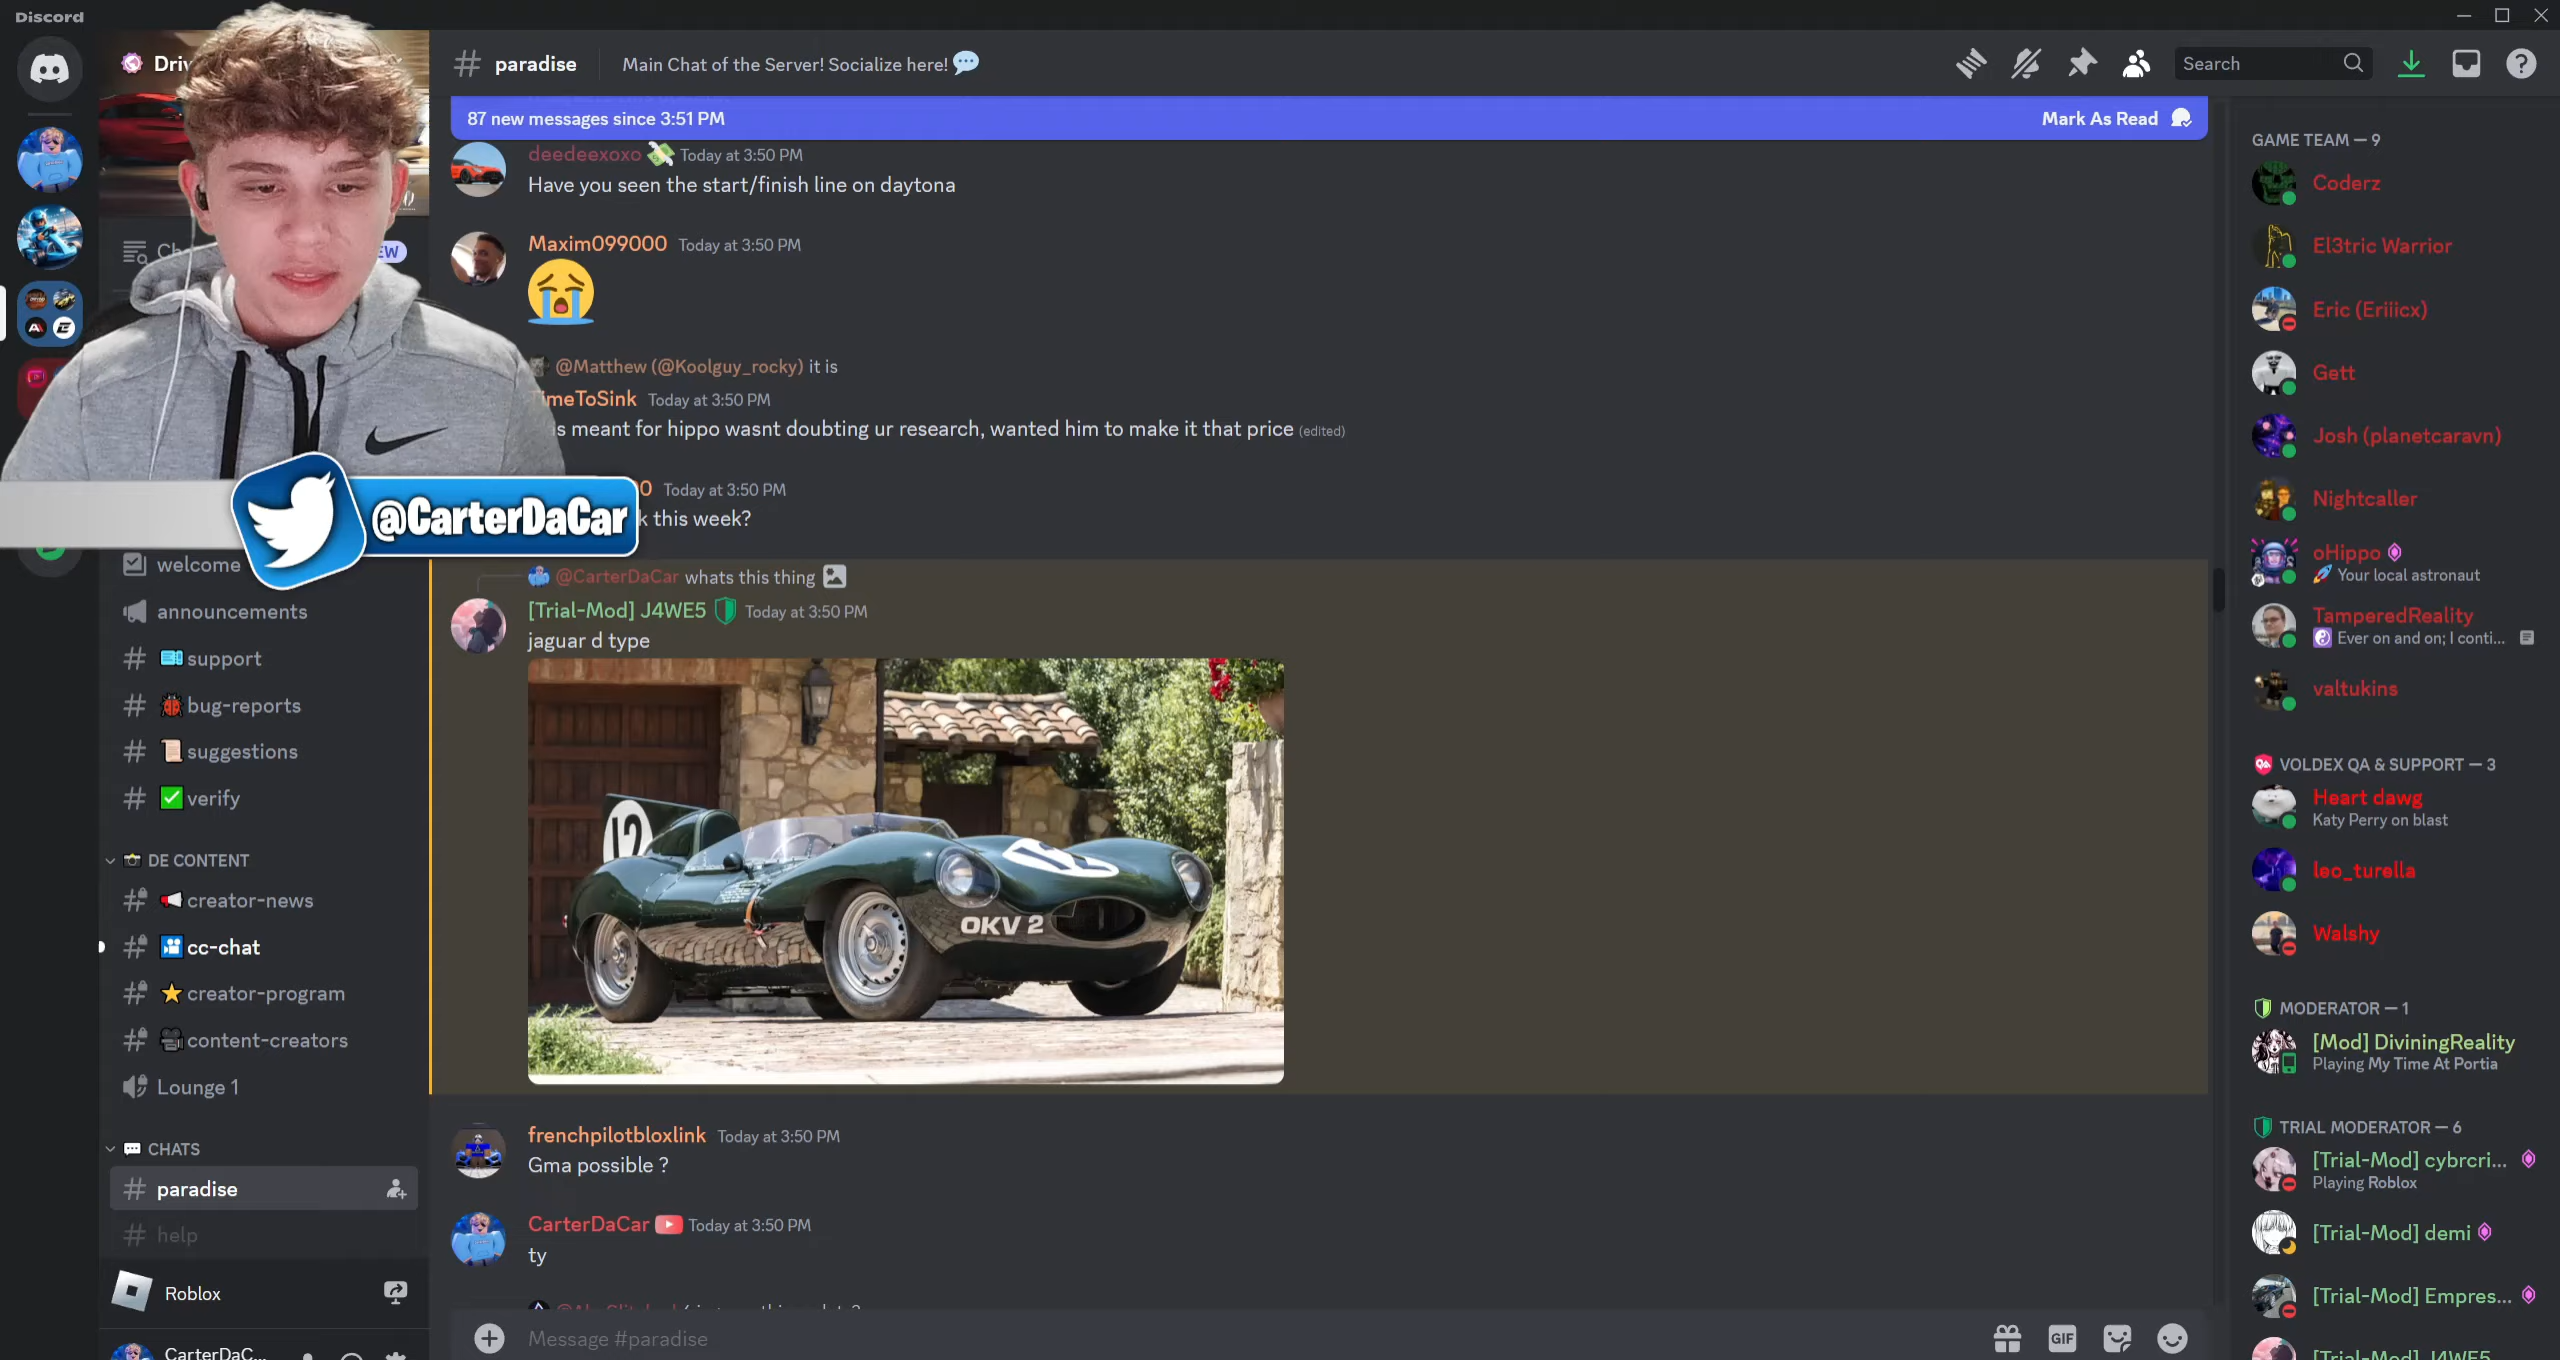 Discord
Driv
# paradise
Main Chat of the Server! Socialize here!
Search
87 new messages since 3:51 PM
Mark As Read
deedeexoxo Today at 3:50 PM
Have you seen the start/finish line on daytona
Maxim099000 Today at 3:50 PM
@Matthew (@Koolguy_rocky) it is
TimeToSink Today at 3:50 PM
is meant for hippo wasnt doubting ur research, wanted him to make it that price (edited)
Today at 3:50 PM
this week?
@CarterDaCar
@CarterDaCar whats this thing
[Trial-Mod] J4WE5 Today at 3:50 PM
jaguar d type
12
12
OKV 2
frenchpilotbloxlink Today at 3:50 PM
Gma possible ?
CarterDaCar Today at 3:50 PM
ty
Message #paradise
GIF
welcome
announcements
# support
# bug-reports
# suggestions
# verify
DE CONTENT
# creator-news
# cc-chat
# creator-program
# content-creators
Lounge 1
CHATS
# paradise
# help
Roblox
CarterDaC...
GAME TEAM — 9
Coderz
El3tric Warrior
Eric (Eriiicx)
Gett
Josh (planetcaravn)
Nightcaller
oHippo
Your local astronaut
TamperedReality
Ever on and on; I conti...
valtukins
VOLDEX QA & SUPPORT — 3
Heart dawg
Katy Perry on blast
leo_turella
Walshy
MODERATOR — 1
[Mod] DiviningReality
Playing My Time At Portia
TRIAL MODERATOR — 6
[Trial-Mod] cybrcri...
Playing Roblox
[Trial-Mod] demi
[Trial-Mod] Empres...
[Trial-Mod] J4WE5